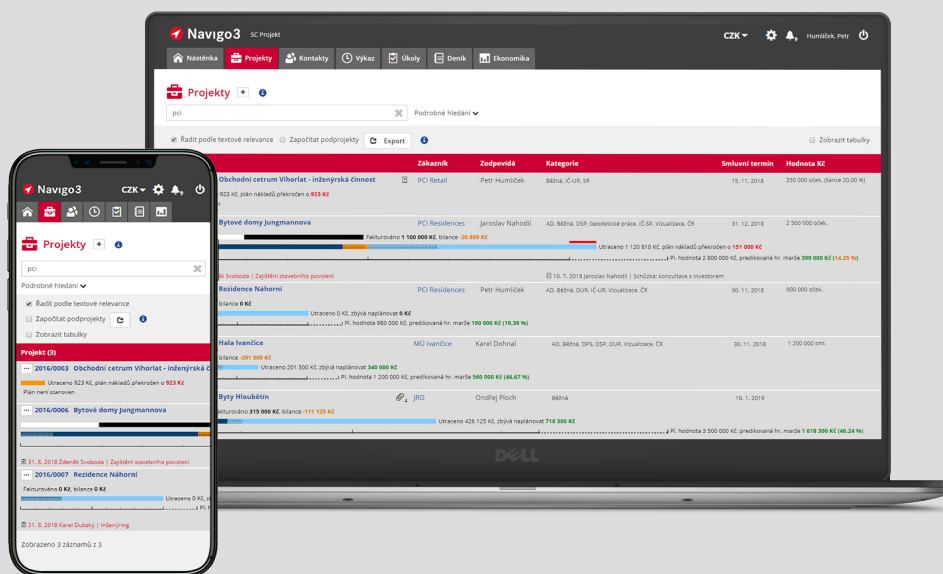 Navigo3 SC Projekt CZK Humlíček, Petr
Nástěnka Projekty Kontakty Výkaz Úkoly Deník Ekonomika
Projekty
pci Podrobné hledání
Řadit podle textové relevance Započítat podprojekty Export Zobrazit tabulky
Zákazník Zodpovídá Kategorie Smluvní termín Hodnota Kč
Obchodní cetrum Vihorlat - inženýrská činnost PCI Retail Petr Humlíček Běžná, IČ-UR, SR 15. 11. 2018 250 000 oček. (šance 20,00 %)
923 Kč, plán nákladů překročen o 923 Kč
Bytové domy Jungmannova PCI Residences Jaroslav Nahodil AD, Běžná, DSP, Geodetické práce, IČ-SP, Vizualizace, ČR 31. 12. 2018 2 500 000 oček.
Fakturováno 1 100 000 Kč, bilance -20 809 Kč
Utraceno 1 120 810 Kč, plán nákladů překročen o 151 000 Kč
Pl. hodnota 2 800 000 Kč, predikovaná hr. marže 399 000 Kč (14,25 %)
Svoboda | Zajištění stavebního povolení 10. 7. 2018 Jaroslav Nahodil | Schůzka: konzultace s investorem
Rezidence Náhorní PCI Residences Petr Humlíček AD, Běžná, DUR, IČ-UR, Vizualizace, ČR 30. 11. 2018 900 000 oček.
bilance 0 Kč
Utraceno 0 Kč, zbývá naplánovat 0 Kč
Pl. hodnota 980 000 Kč, predikovaná hr. marže 190 000 Kč (19,39 %)
Hala Ivančice MÚ Ivančice Karel Dohnal AD, Běžná, DPS, DSP, DUR, Vizualizace, ČR 30. 11. 2018 1 200 000 sml.
bilance -201 500 Kč
Utraceno 201 500 Kč, zbývá naplánovat 340 000 Kč
Pl. hodnota 1 200 000 Kč, predikovaná hr. marže 560 000 Kč (46,67 %)
Byty Hloubětín JRD Ondřej Ploch Běžná 18. 1. 2019
akturováno 315 000 Kč, bilance -111 125 Kč
Utraceno 426 125 Kč, zbývá naplánovat 718 300 Kč
Pl. hodnota 3 500 000 Kč, predikovaná hr. marže 1 618 300 Kč (46,24 %)
DELL
Navigo3 CZK
Projekty
pci
Podrobné hledání
Řadit podle textové relevance
Započítat podprojekty
Zobrazit tabulky
Projekt (3)
2016/0003 Obchodní cetrum Vihorlat - inženýrská č
Utraceno 923 Kč, plán nákladů překročen o 923 Kč
Plán není stanoven
2016/0006 Bytové domy Jungmannova
31. 8. 2018 Zdeněk Svoboda | Zajištění stavebního povolení
2016/0007 Rezidence Náhorní
Fakturováno 0 Kč, bilance 0 Kč
Utraceno 0 Kč, z
Pl. h
31. 8. 2018 Karel Dubský | Inženýring
Zobrazeno 3 záznamů z 3